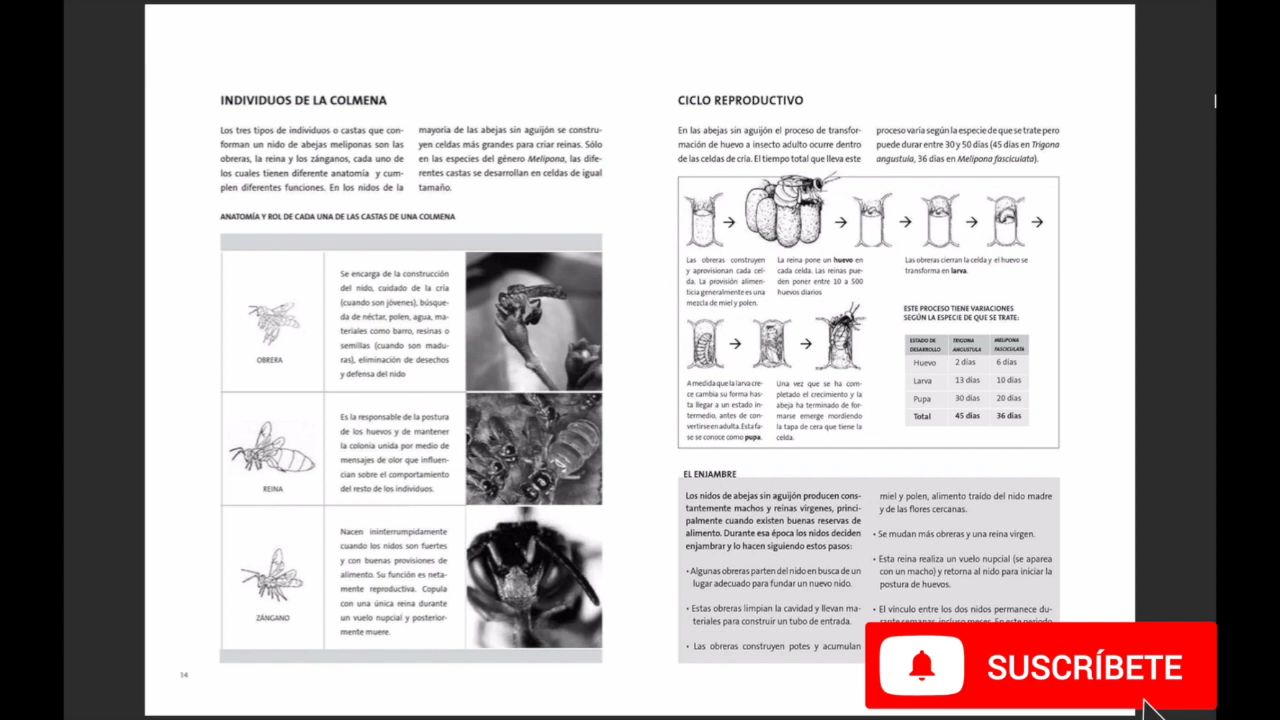 INDIVIDUOS DE LA COLMENA
Los tres tipos de individuos o castas que con-
forman un nido de abejas meliponas son las
obreras, la reina y los zánganos, cada uno de
los cuales tienen diferente anatomía y cum-
plen diferentes funciones. En los nidos de la
mayoría de las abejas sin aguijón se constru-
yen celdas más grandes para criar reinas. Sólo
en las especies del género Melipona, las dife-
rentes castas se desarrollan en celdas de igual
tamaño.
ANATOMÍA Y ROL DE CADA UNA DE LAS CASTAS DE UNA COLMENA
OBRERA
Se encarga de la construcción
del nido, cuidado de la cría
(cuando son jóvenes), búsque-
da de néctar, polen, agua, ma-
teriales como barro, resinas o
semillas (cuando son madu-
ras), eliminación de desechos
y defensa del nido
REINA
Es la responsable de la postura
de los huevos y de mantener
la colonia unida por medio de
mensajes de olor que influen-
cian sobre el comportamiento
del resto de los individuos.
ZÁNGANO
Nacen ininterrumpidamente
cuando los nidos son fuertes
y con buenas provisiones de
alimento. Su función es neta-
mente reproductiva. Copula
con una única reina durante
un vuelo nupcial y posterior-
mente muere.
14
CICLO REPRODUCTIVO
En las abejas sin aguijón el proceso de transfor-
mación de huevo a insecto adulto ocurre dentro
de las celdas de cría. El tiempo total que lleva este
proceso varia según la especie de que se trate pero
puede durar entre 30 y 50 días (45 días en Trigona
angustula, 36 días en Melipona fasciculata).
Las obreras construyen
y aprovisionan cada cel-
da. La provisión alimen-
ticia generalmente es una
mezcla de miel y polen.
La reina pone un huevo en
cada celda. Las reinas pue-
den poner entre 10 a 500
huevos diarios
Las obreras cierran la celda y el huevo se
transforma en larva.
A medida que la larva cre-
ce cambia su forma has-
ta llegar a un estado in-
termedio, antes de con-
vertirse en adulta. Esta fa-
se se conoce como pupa.
Una vez que se ha com-
pletado el crecimiento y la
abeja ha terminado de for-
marse emerge mordiendo
la tapa de cera que tiene la
celda.
ESTE PROCESO TIENE VARIACIONES
SEGÚN LA ESPECIE DE QUE SE TRATE:
ESTADO DE DESARROLLO TRIGONA ANGUSTULA MELIPONA FASCICULATA
Huevo 2 días 6 días
Larva 13 días 10 días
Pupa 30 días 20 días
Total 45 días 36 días
EL ENJAMBRE
Los nidos de abejas sin aguijón producen cons-
tantemente machos y reinas vírgenes, princi-
palmente cuando existen buenas reservas de
alimento. Durante esa época los nidos deciden
enjambrar y lo hacen siguiendo estos pasos:
• Algunas obreras parten del nido en busca de un
lugar adecuado para fundar un nuevo nido.
• Estas obreras limpian la cavidad y llevan ma-
teriales para construir un tubo de entrada.
• Las obreras construyen potes y acumulan
miel y polen, alimento traído del nido madre
y de las flores cercanas.
• Se mudan más obreras y una reina virgen.
• Esta reina realiza un vuelo nupcial (se aparea
con un macho) y retorna al nido para iniciar la
postura de huevos.
• El vínculo entre los dos nidos permanece du-
rante semanas, incluso meses. En este periodo
SUSCRÍBETE